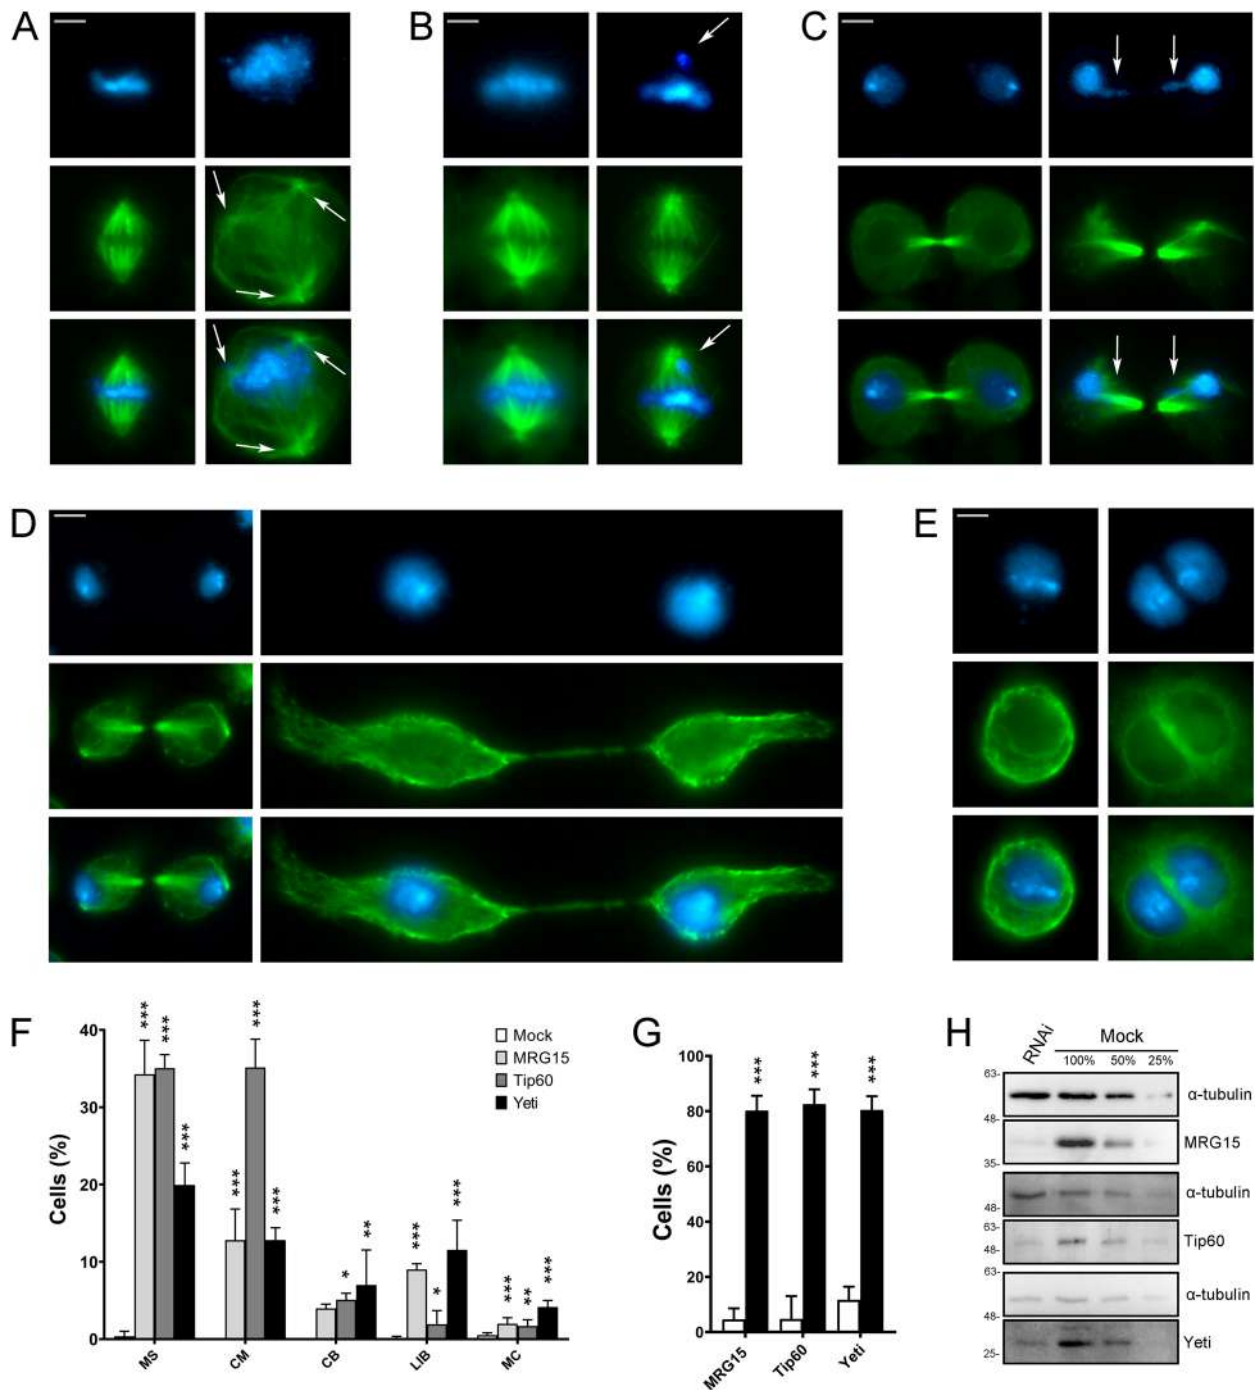 A
B
C
D
E
F
Cells (%)
40
30
20
10
0
*** *** ***
*** *** ***
* **
*** * ***
*** ** ***
Mock
MRG15
Tip60
Yeti
MS
CM
CB
LIB
MC
G
Cells (%)
100
80
60
40
20
0
*** *** ***
MRG15
Tip60
Yeti
H
RNAi
Mock
100% 50% 25%
63-
α-tubulin
48-
MRG15
35-
α-tubulin
48-
63-
Tip60
48-
63-
α-tubulin
48-
Yeti
25-